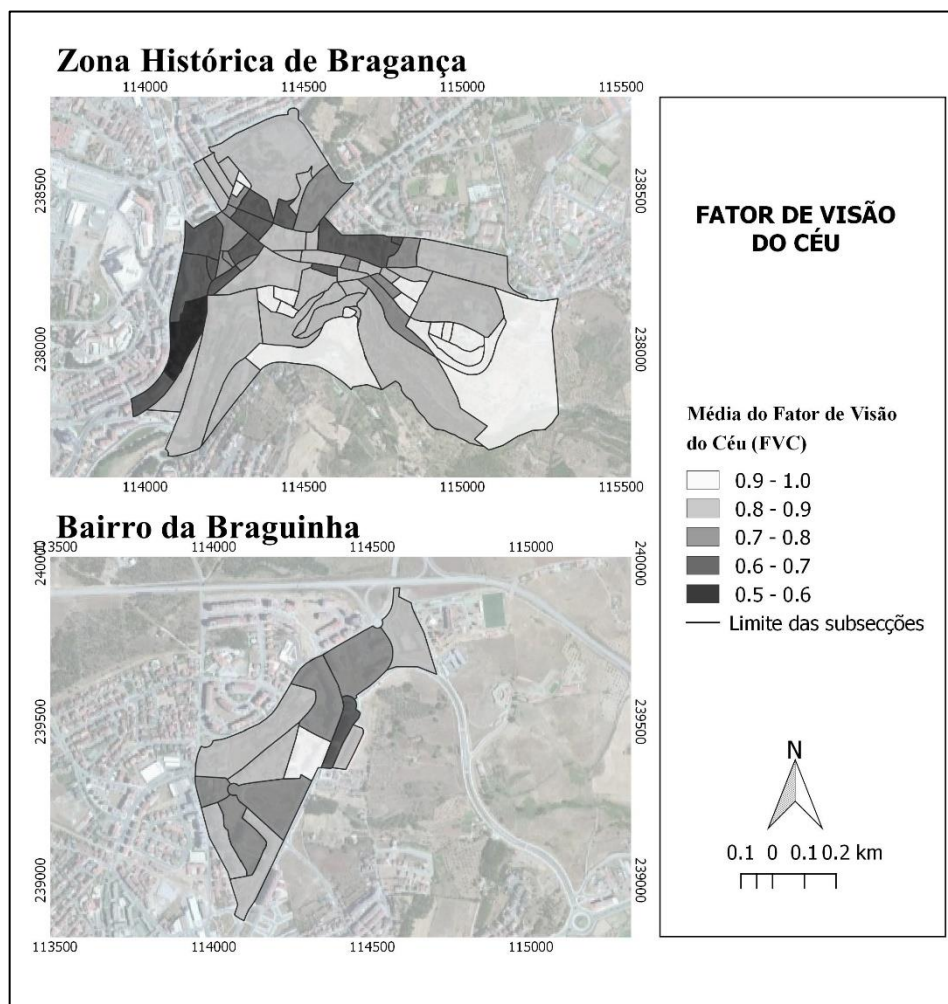 Zona Histórica de Bragança
114000 114500 115000 115500
238500 238500
238000 238000
114000 114500 115000 115500
Bairro da Braguinha
113500 114000 114500 115000
240000 240000
239500 239500
239000 239000
113500 114000 114500 115000
FATOR DE VISÃO
DO CÉU
Média do Fator de Visão
do Céu (FVC)
0.9 - 1.0
0.8 - 0.9
0.7 - 0.8
0.6 - 0.7
0.5 - 0.6
Limite das subsecções
N
0.1 0 0.1 0.2 km